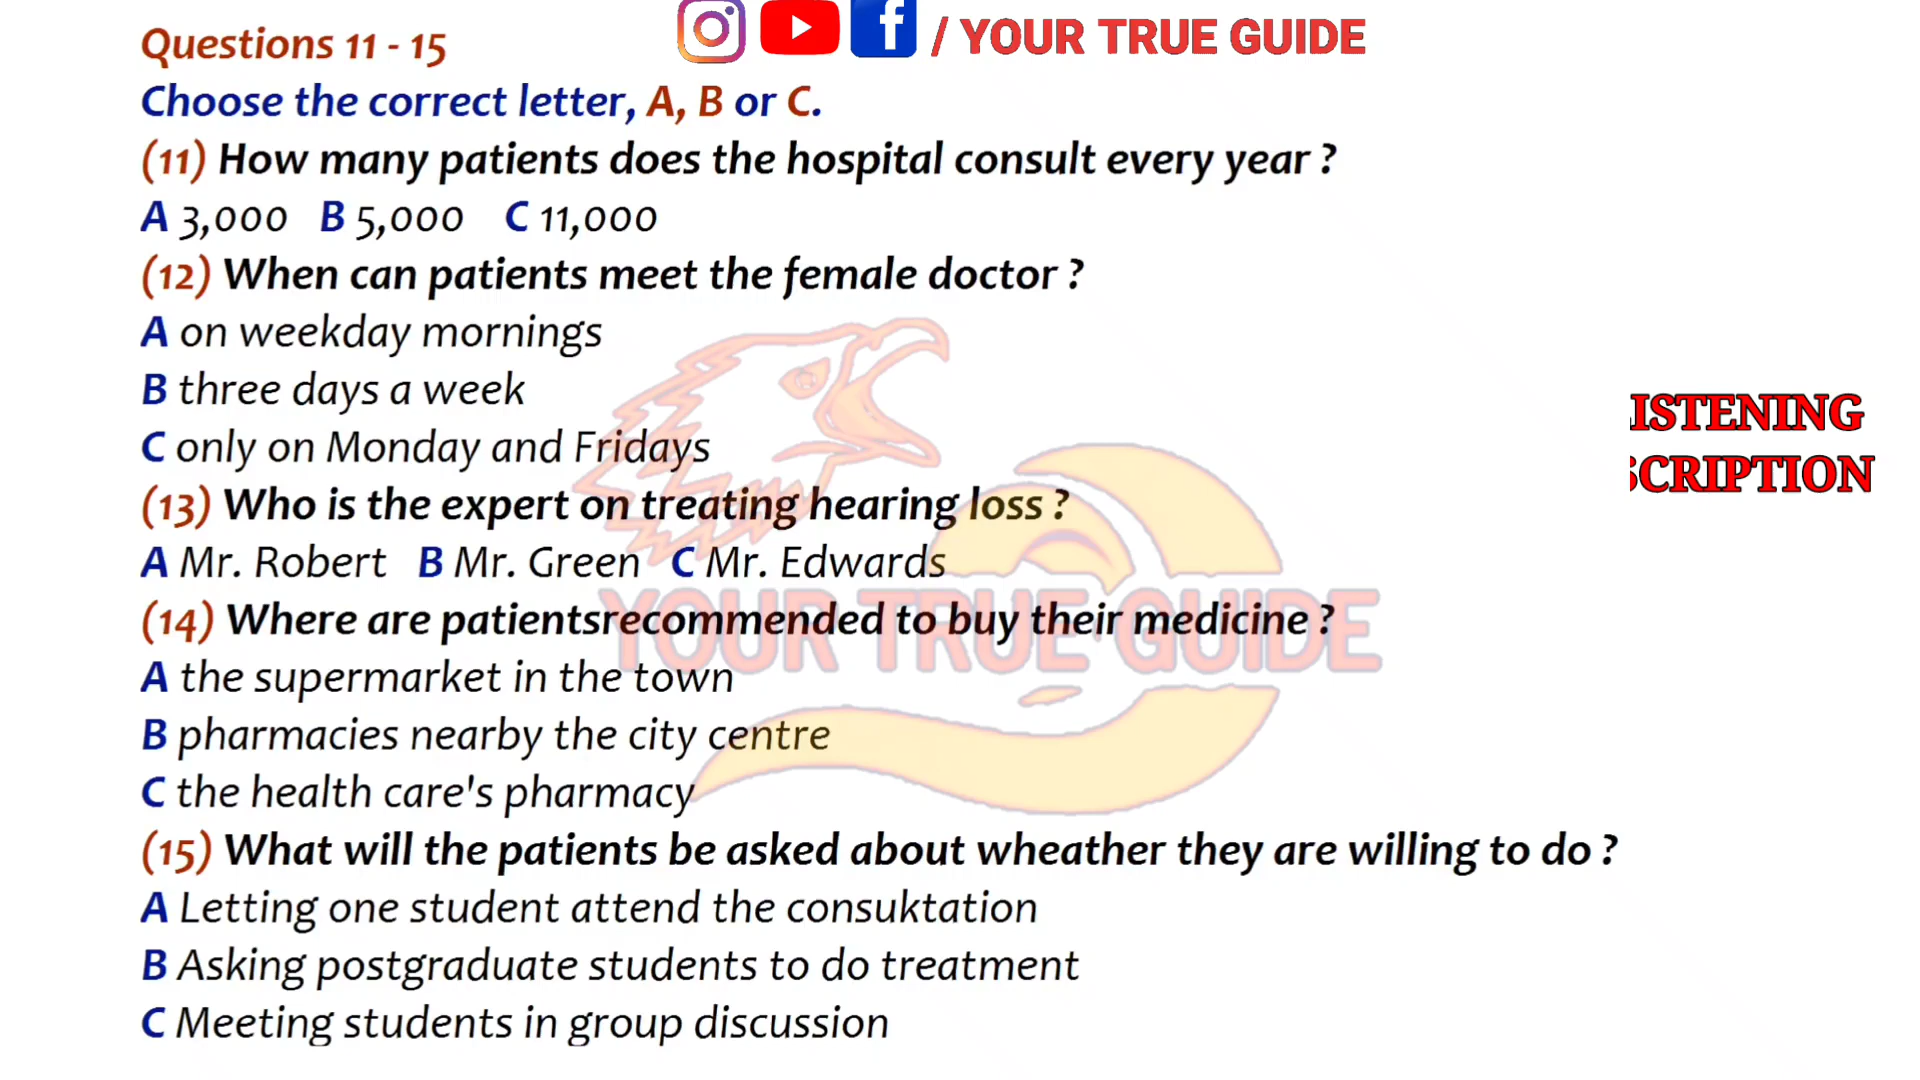 / YOUR TRUE GUIDE
Questions 11 - 15
Choose the correct letter, A, B or C.
(11) How many patients does the hospital consult every year ?
A 3,000 B 5,000 C 11,000
(12) When can patients meet the female doctor ?
A on weekday mornings
B three days a week
C only on Monday and Fridays
(13) Who is the expert on treating hearing loss ?
A Mr. Robert B Mr. Green C Mr. Edwards
(14) Where are patientsrecommended to buy their medicine ?
A the supermarket in the town
B pharmacies nearby the city centre
C the health care's pharmacy
(15) What will the patients be asked about wheather they are willing to do ?
A Letting one student attend the consuktation
B Asking postgraduate students to do treatment
C Meeting students in group discussion
YOUR TRUE GUIDE
ISTENING
SCRIPTION